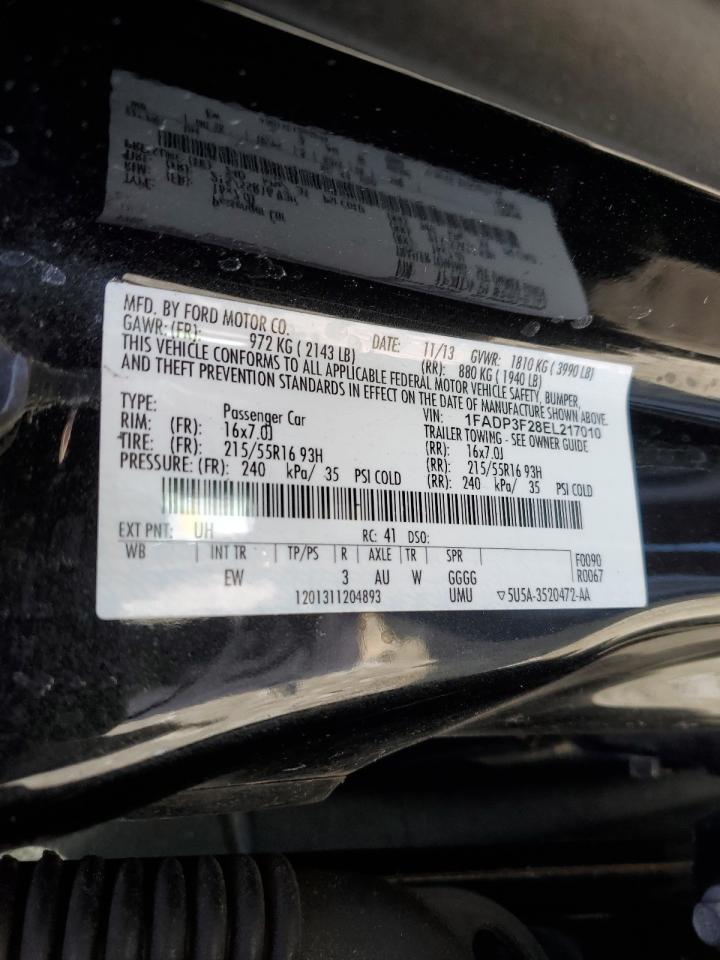 MFD. BY FORD MOTOR CO. DATE: 11/13 GVWR: 1810 KG ( 3990 LB)
GAWR: (FR): 972 KG ( 2143 LB) (RR): 880 KG ( 1940 LB)
THIS VEHICLE CONFORMS TO ALL APPLICABLE FEDERAL MOTOR VEHICLE SAFETY, BUMPER,
AND THEFT PREVENTION STANDARDS IN EFFECT ON THE DATE OF MANUFACTURE SHOWN ABOVE.
VIN: 1FADP3F28EL217010
TYPE: Passenger Car TRAILER TOWING - SEE OWNER GUIDE
RIM: (FR): 16x7.0J (RR): 16x7.0J
TIRE: (FR): 215/55R16 93H (RR): 215/55R16 93H
PRESSURE: (FR): 240 kPa/ 35 PSI COLD (RR): 240 kPa/ 35 PSI COLD
EXT PNT: UH RC: 41 DSO:
WB INT TR TP/PS R AXLE TR SPR F0090
EW 3 AU W GGGG R0067
1201311204893 UMU ▽5U5A-3520472-AA